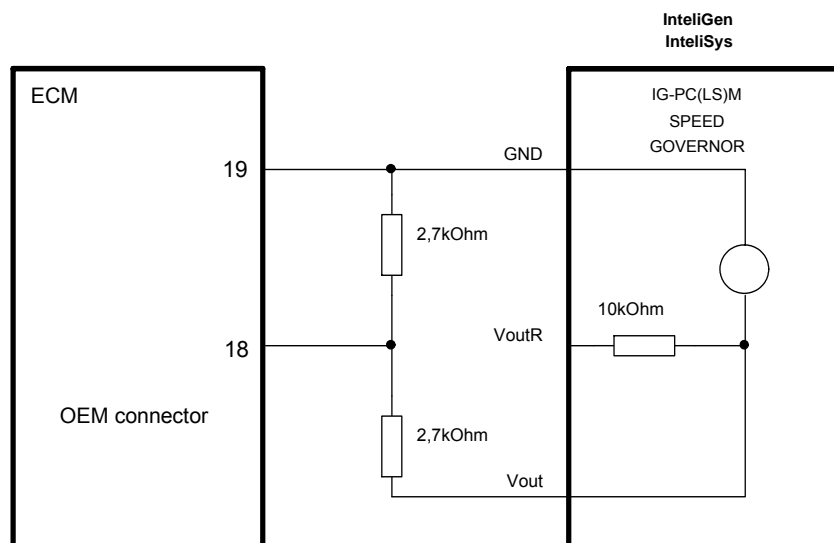 InteliGen
InteliSys
ECM
IG-PC(LS)M
SPEED
GOVERNOR
19
GND
2,7kOhm
10kOhm
18
VoutR
OEM connector
2,7kOhm
Vout